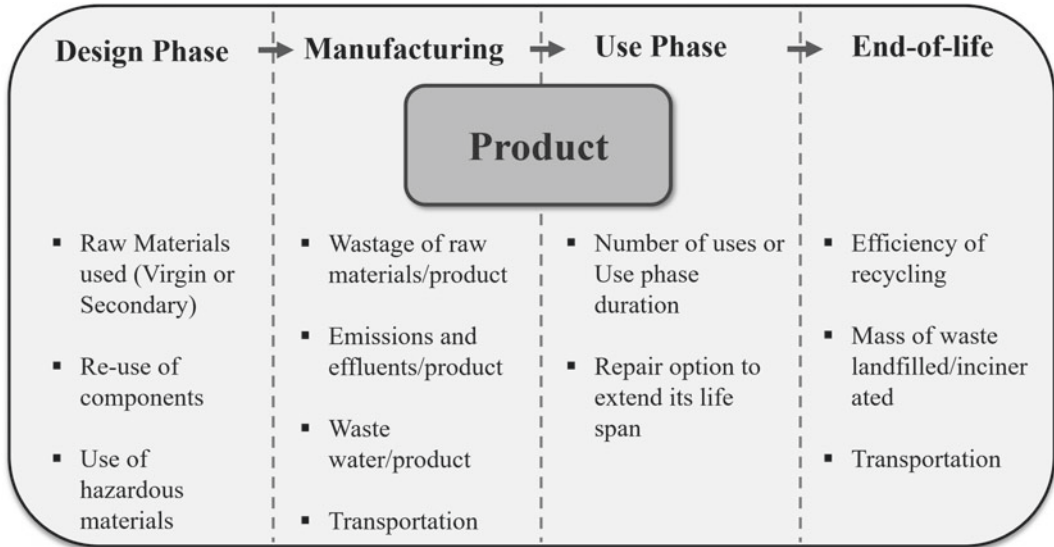 Design Phase
Manufacturing
Use Phase
End-of-life
Product
▪ Raw Materials
used (Virgin or
Secondary)
▪ Re-use of
components
▪ Use of
hazardous
materials
▪ Wastage of raw
materials/product
▪ Emissions and
effluents/product
▪ Waste
water/product
▪ Transportation
▪ Number of uses or
Use phase
duration
▪ Repair option to
extend its life
span
▪ Efficiency of
recycling
▪ Mass of waste
landfilled/inciner
ated
▪ Transportation